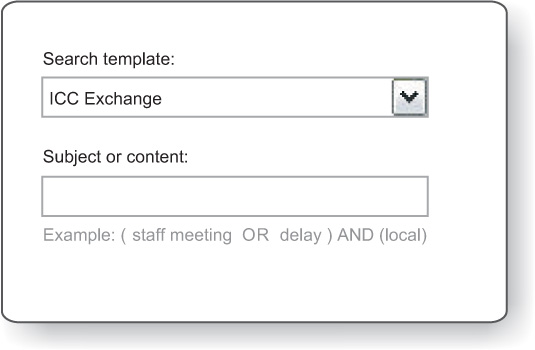 Search template:
ICC Exchange
Subject or content:
Example: ( staff meeting OR delay ) AND (local)